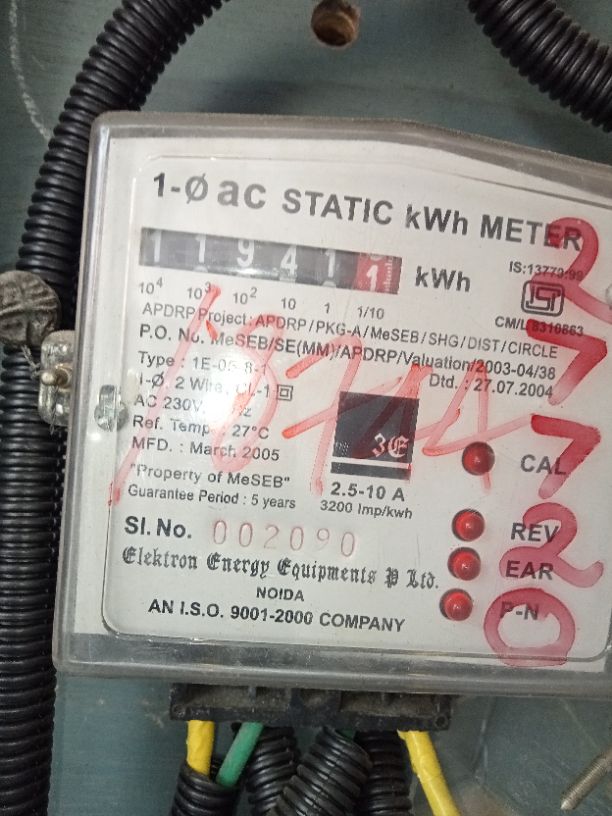 1-Ø ac STATIC kWh METER
1 1 9 4 1 1 kWh
IS:13779:99
10⁴ 10³ 10² 10 1 1/10
ISI
CM/L 8310863
APDRP Project: APDRP/PKG-A/MeSEB/SHG/DIST/CIRCLE
P.O. No. MeSEB/SE(MM)/APDRP/Valuation/2003-04/38
Dtd. : 27.07.2004
Type : 1E-05-8-1
1-Ø, 2 Wire, CL-1
AC 230V,
Ref. Temp : 27°C
MFD. : March 2005
3E
CAL
"Property of MeSEB"
Guarantee Period : 5 years
2.5-10 A
3200 Imp/kwh
Sl. No. 002090
REV
Elektron Energy Equipments P Ltd.
EAR
NOIDA
P-N
AN I.S.O. 9001-2000 COMPANY